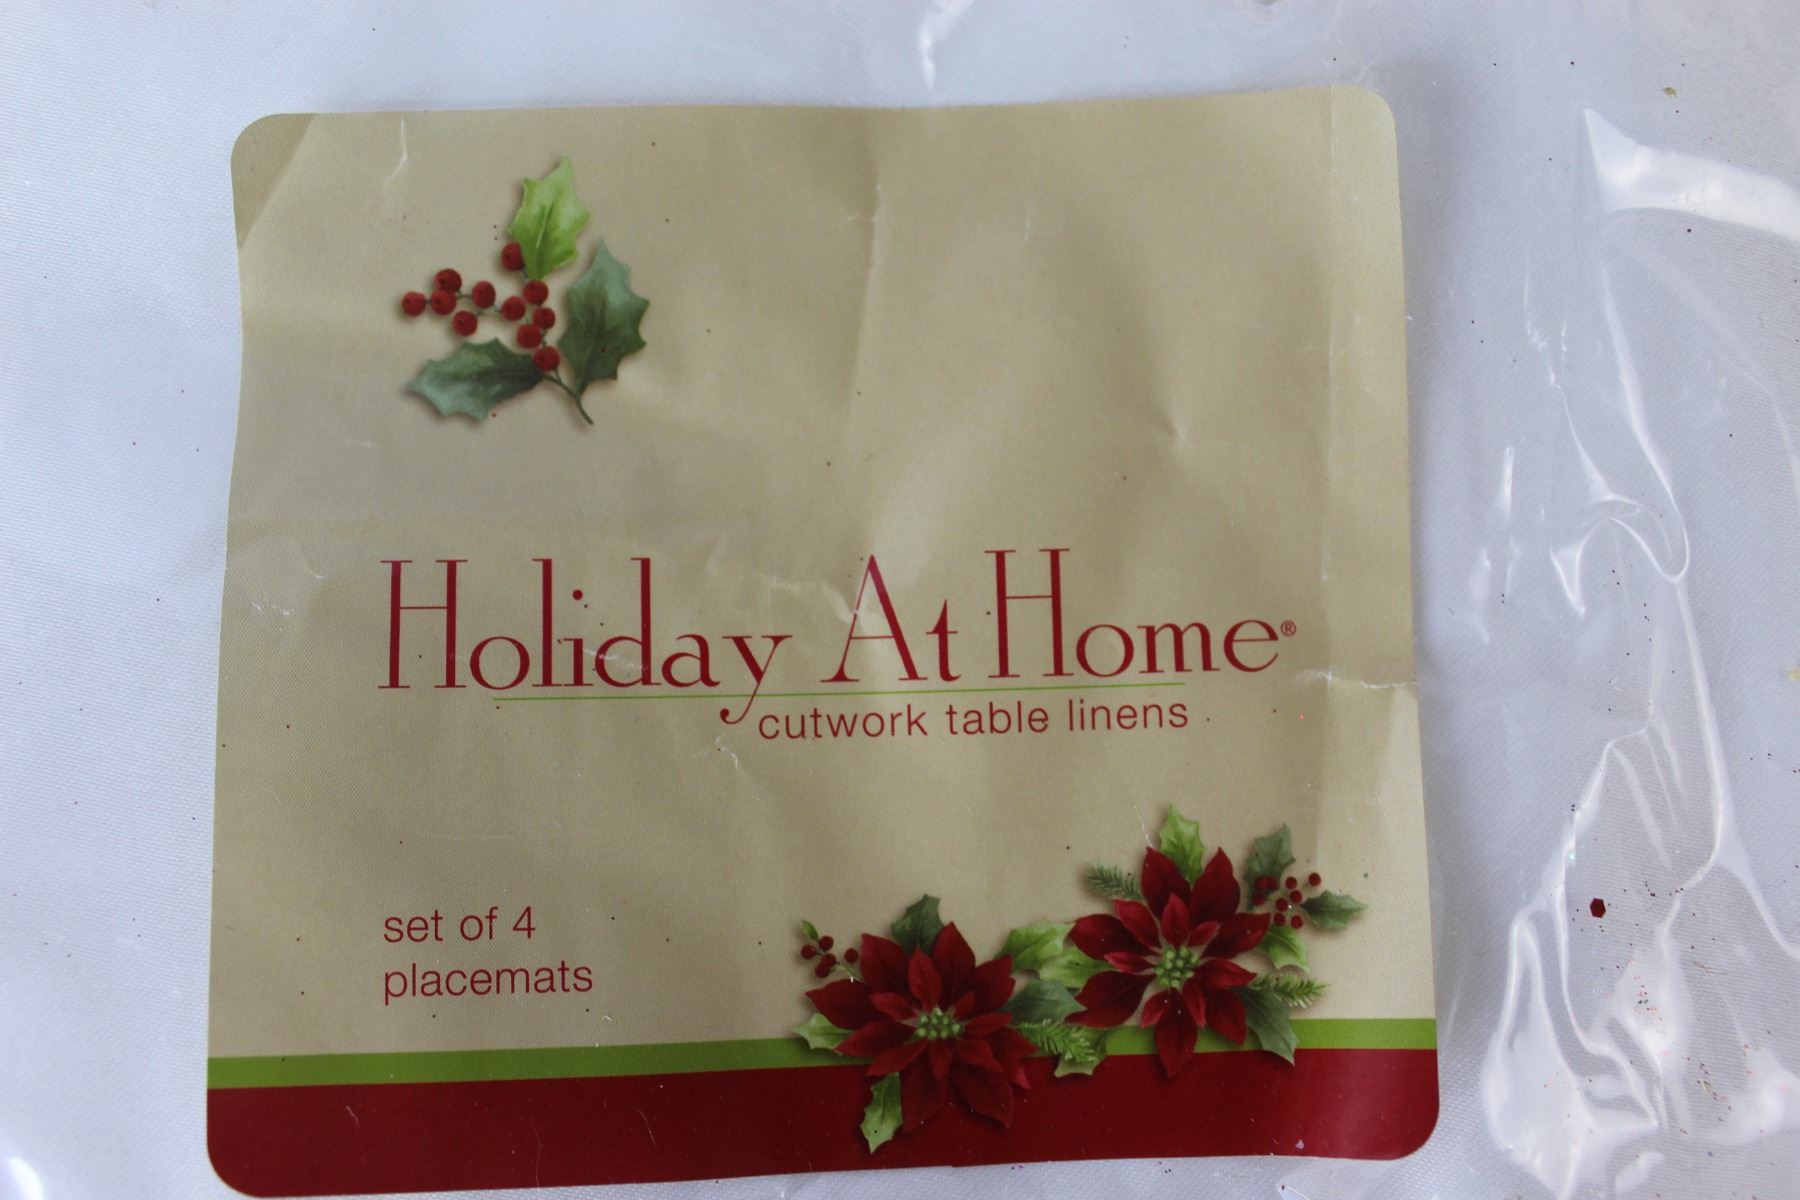 Holiday At Home®
cutwork table linens
set of 4
placemats